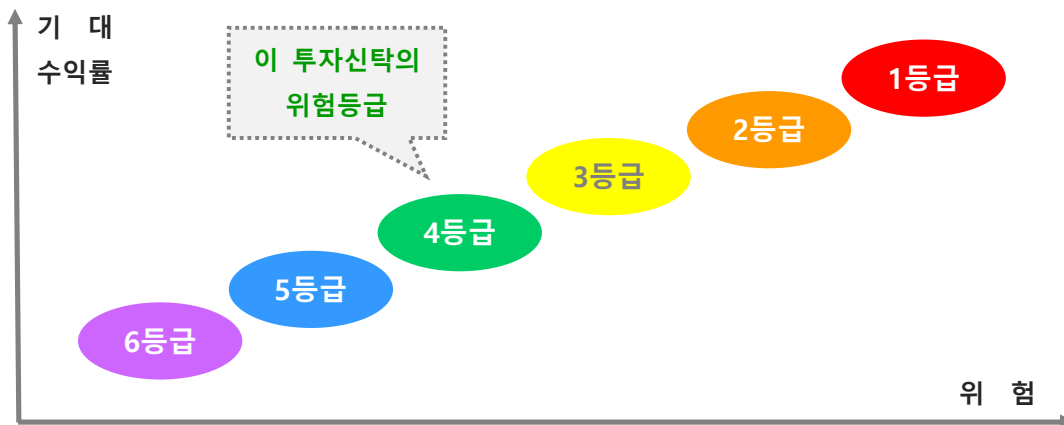 기 대
수익률
이 투자신탁의
위험등급
1등급
2등급
3등급
4등급
5등급
6등급
위 험